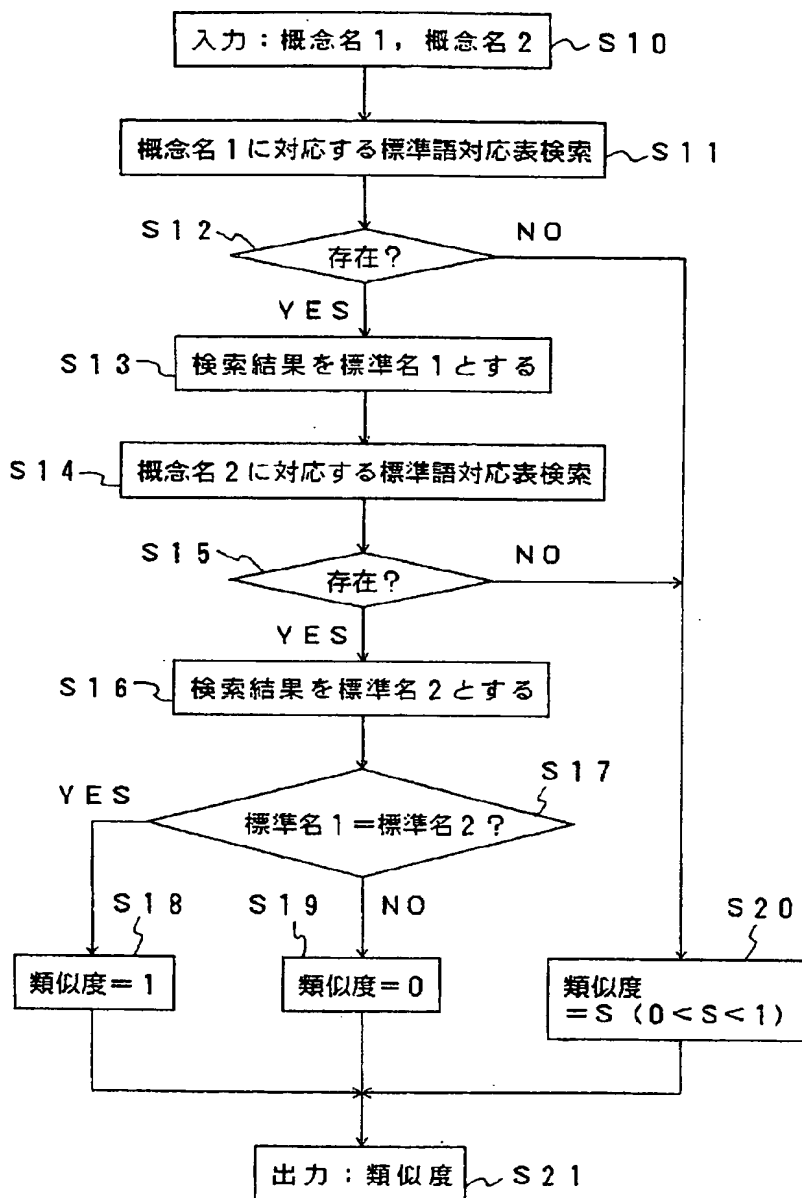 入力：概念名１，概念名２
Ｓ１０
概念名１に対応する標準語対応表検索
Ｓ１１
Ｓ１２
存在？
ＮＯ
ＹＥＳ
Ｓ１３
検索結果を標準名１とする
Ｓ１４
概念名２に対応する標準語対応表検索
Ｓ１５
存在？
ＮＯ
ＹＥＳ
Ｓ１６
検索結果を標準名２とする
Ｓ１７
ＹＥＳ
標準名１＝標準名２？
Ｓ１８
Ｓ１９
ＮＯ
Ｓ２０
類似度＝１
類似度＝０
類似度
＝Ｓ（０＜Ｓ＜１）
出力：類似度
Ｓ２１